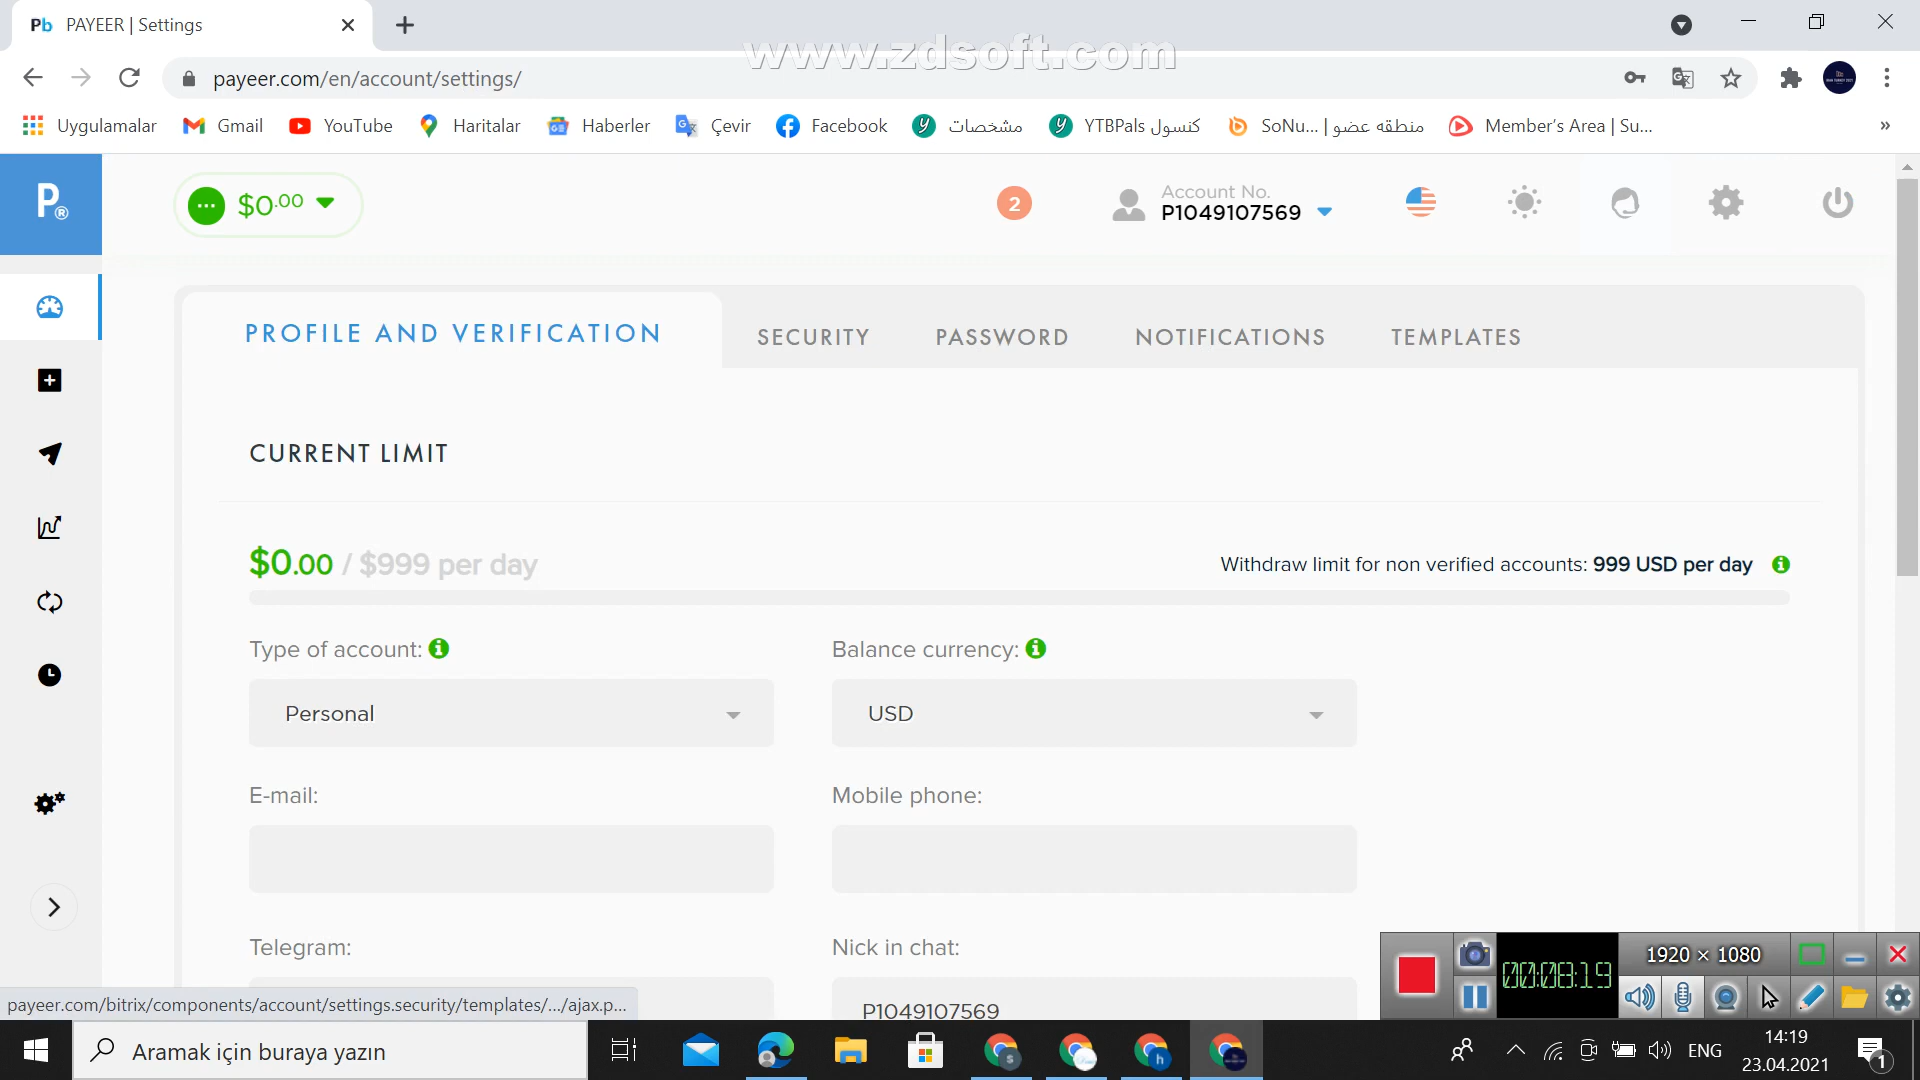 Pb PAYEER | Settings
www.zdsoft.com
payeer.com/en/account/settings/
Uygulamalar Gmail YouTube Haritalar Haberler Çevir Facebook مشخصات کنسول YTBPals SoNu... | منطقه عضو Member's Area | Su... »
P® $0.00 2 Account No.
P1049107569
PROFILE AND VERIFICATION SECURITY PASSWORD NOTIFICATIONS TEMPLATES
CURRENT LIMIT
$0.00 / $999 per day Withdraw limit for non verified accounts: 999 USD per day
Type of account: Balance currency:
Personal USD
E-mail: Mobile phone:
Telegram: Nick in chat:
P1049107569
1920 × 1080
00:08:19
payeer.com/bitrix/components/account/settings.security/templates/.../ajax.p...
Aramak için buraya yazın ENG 14:19
23.04.2021 1